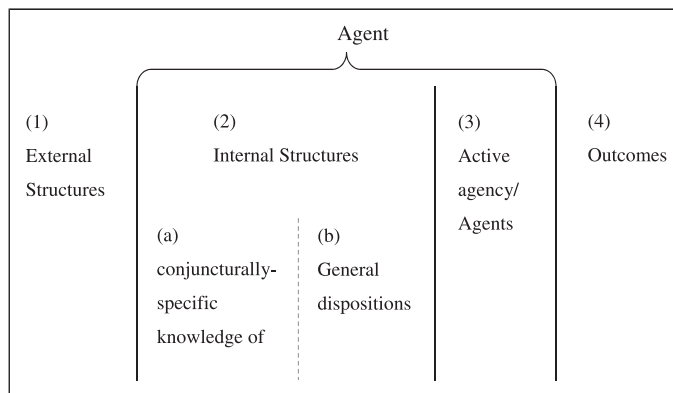 Agent
(1)
External
Structures
(2)
Internal Structures
(a)
conjuncturally-
specific
knowledge of
(b)
General
dispositions
(3)
Active
agency/
Agents
(4)
Outcomes